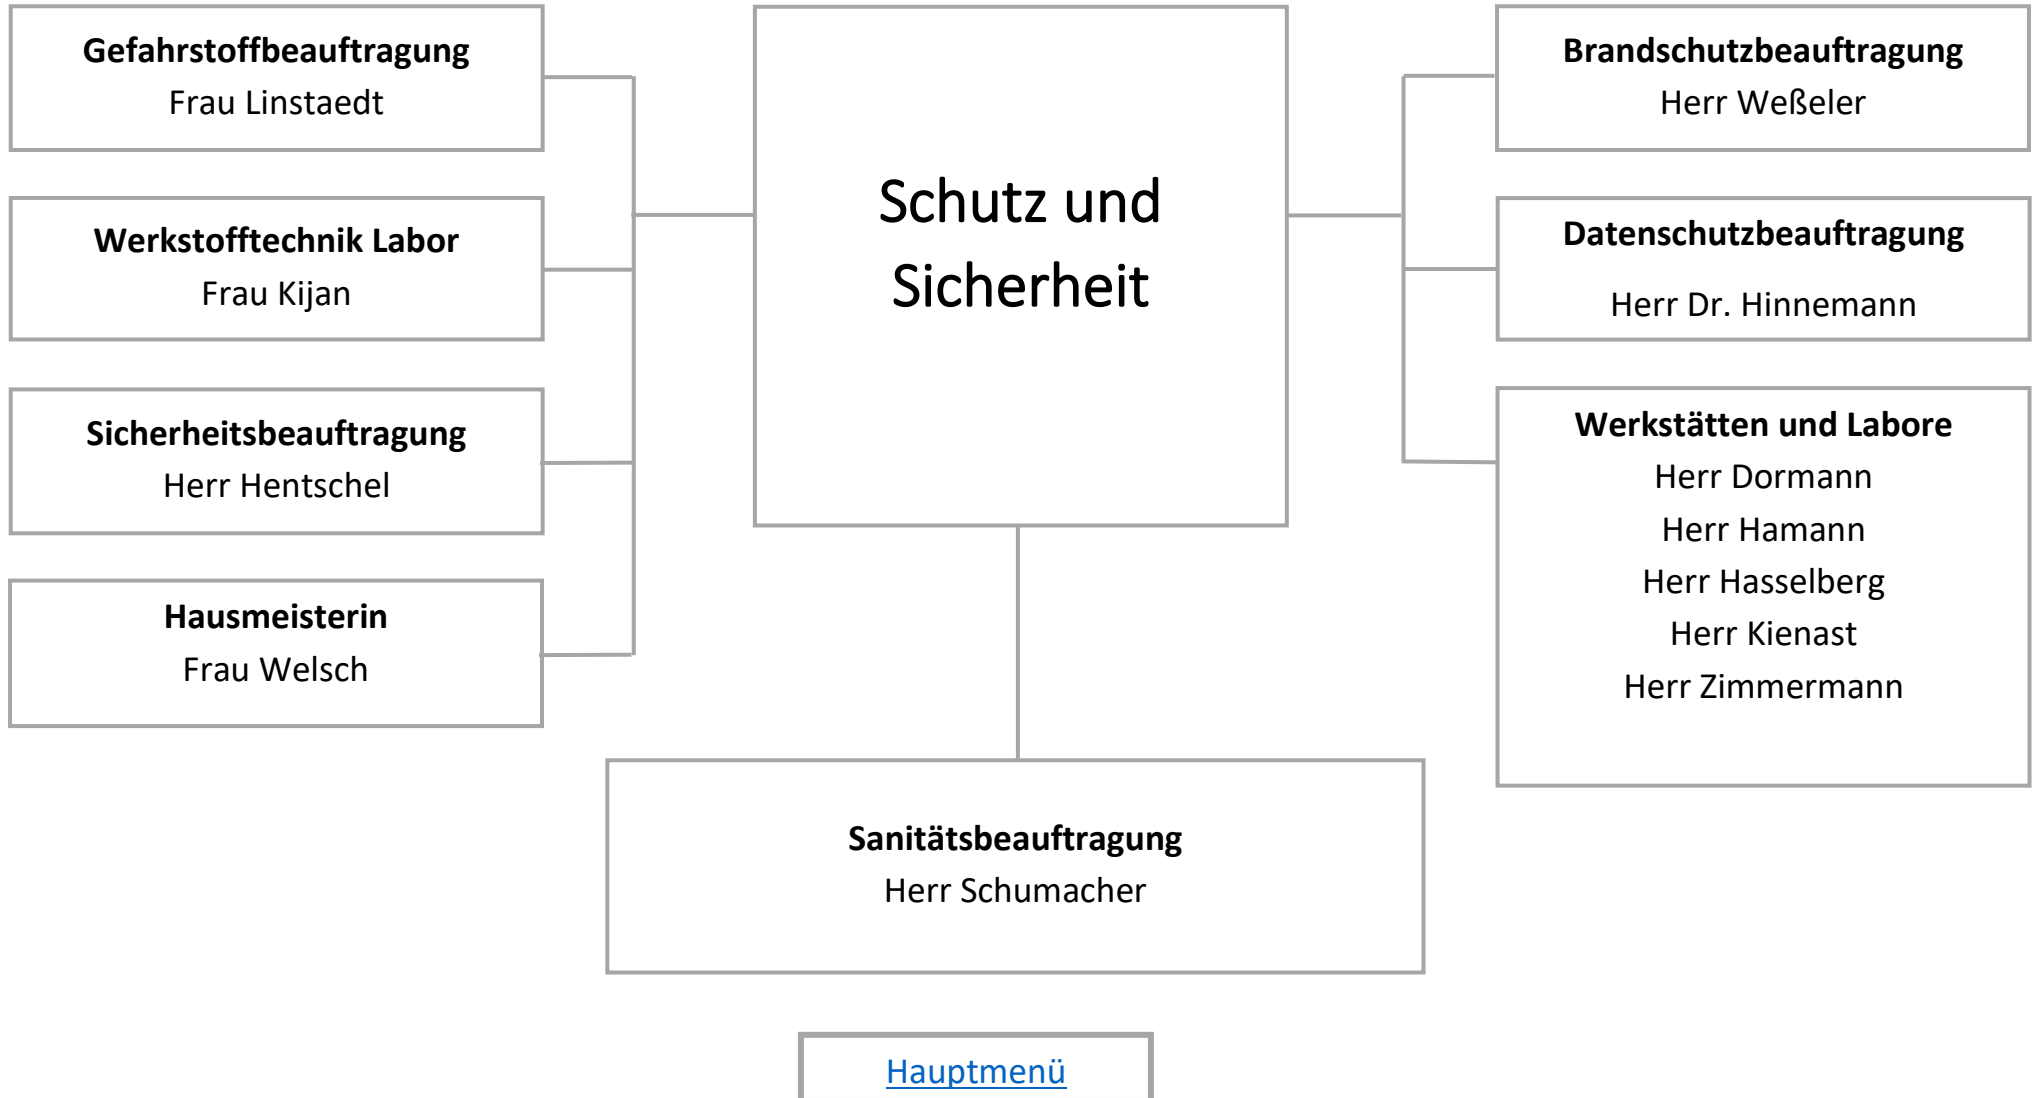 Gefahrstoffbeauftragung
Frau Linstaedt
Werkstofftechnik Labor
Frau Kijan
Sicherheitsbeauftragung
Herr Hentschel
Hausmeisterin
Frau Welsch
Schutz und
Sicherheit
Brandschutzbeauftragung
Herr Weßeler
Datenschutzbeauftragung
Herr Dr. Hinnemann
Werkstätten und Labore
Herr Dormann
Herr Hamann
Herr Hasselberg
Herr Kienast
Herr Zimmermann
Sanitätsbeauftragung
Herr Schumacher
Hauptmenü